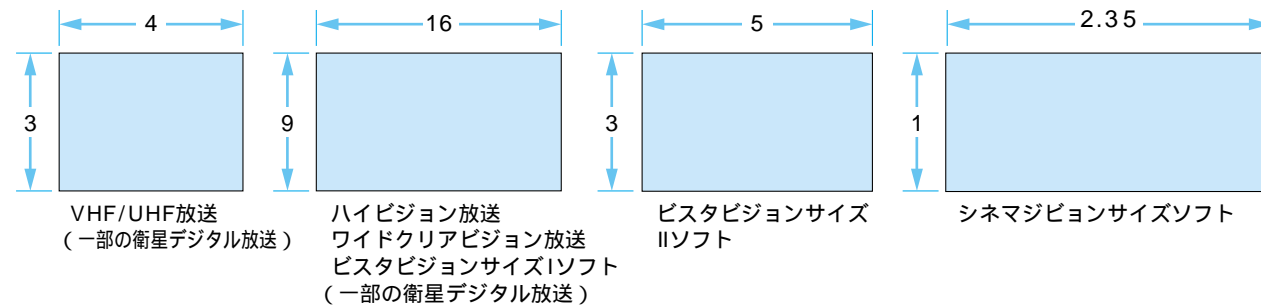 4
3
VHF/UHF放送
(一部の衛星デジタル放送)
16
9
ハイビジョン放送
ワイドクリアビジョン放送
ビスタビジョンサイズIソフト
(一部の衛星デジタル放送)
5
3
ビスタビジョンサイズ
IIソフト
2.35
1
シネマジビョンサイズソフト